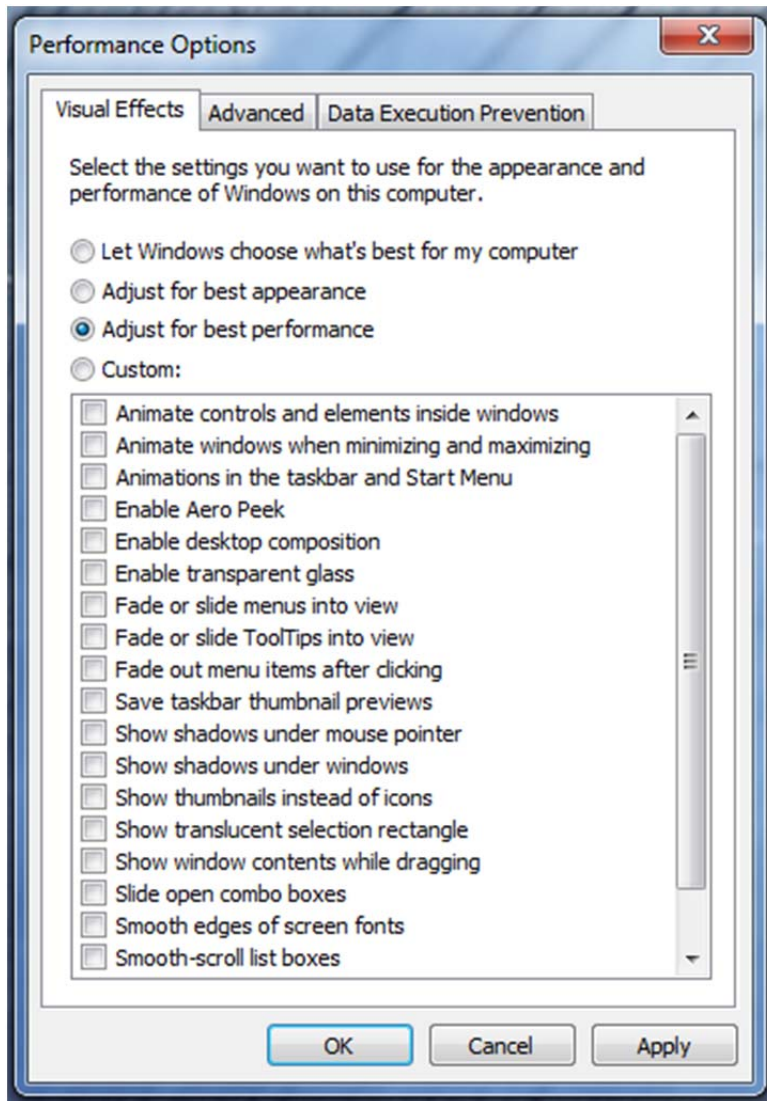 Performance Options
Visual Effects
Advanced
Data Execution Prevention
Select the settings you want to use for the appearance and
performance of Windows on this computer.
Let Windows choose what's best for my computer
Adjust for best appearance
Adjust for best performance
Custom:
Animate controls and elements inside windows
Animate windows when minimizing and maximizing
Animations in the taskbar and Start Menu
Enable Aero Peek
Enable desktop composition
Enable transparent glass
Fade or slide menus into view
Fade or slide ToolTips into view
Fade out menu items after clicking
Save taskbar thumbnail previews
Show shadows under mouse pointer
Show shadows under windows
Show thumbnails instead of icons
Show translucent selection rectangle
Show window contents while dragging
Slide open combo boxes
Smooth edges of screen fonts
Smooth-scroll list boxes
OK
Cancel
Apply